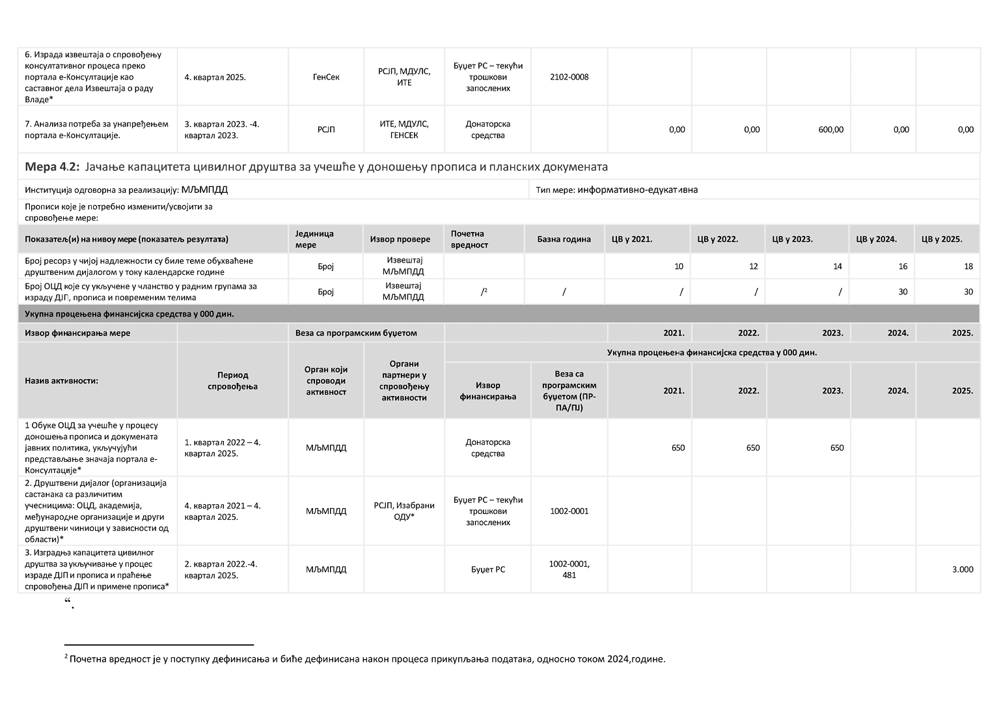 6. Израда извештаја о спровођењу
консултативног процеса преко
портала е-Консултације као
саставног дела Извештаја о раду
Владе*
4. квартал 2025.
ГенСек
РСЈП, МДУЛС,
ИТЕ
Буџет РС – текући
трошкови
запослених
2102-0008
7. Анализа потреба за унапређењем
портала е-Консултације.
3. квартал 2023. -4.
квартал 2023.
РСЈП
ИТЕ, МДУЛС,
ГЕНСЕК
Донаторска
средства
0,00
0,00
600,00
0,00
0,00
Мера 4.2: Јачање капацитета цивилног друштва за учешће у доношењу прописа и планских докумената
Институција одговорна за реализацију: МЉМПДД
Тип мере: информативно-едукативна
Прописи које је потребно изменити/усвојити за
спровођење мере:
Показатељ(и) на нивоу мере (показатељ резултата)
Јединица
мере
Извор провере
Почетна
вредност
Базна година
ЦВ у 2021.
ЦВ у 2022.
ЦВ у 2023.
ЦВ у 2024.
ЦВ у 2025.
Број ресора у чијој надлежности су биле теме обухваћене
друштвеним дијалогом у току календарске године
Број
Извештај
МЉМПДД
10
12
14
16
18
Број ОЦД које су укључене у чланство у радним групама за
израду ДЈП, прописа и повременим телима
Број
Извештај
МЉМПДД
/²
/
/
/
/
30
30
Укупна процењена финансијска средства у 000 дин.
Извор финансирања мере
Веза са програмским буџетом
2021.
2022.
2023.
2024.
2025.
Назив активности:
Период
спровођења
Орган који
спроводи
активност
Органи
партнери у
спровођењу
активности
Укупна процењена финансијска средства у 000 дин.
Извор
финансирања
Веза са
програмским
буџетом (ПР-
ПА/ПЈ)
2021.
2022.
2023.
2024.
2025.
1 Обуке ОЦД за учешће у процесу
доношења прописа и докумената
јавних политика, укључујући
представљање значаја портала е-
Консултације*
1. квартал 2022 – 4.
квартал 2025.
МЉМПДД
Донаторска
средства
650
650
650
2. Друштвени дијалог (организација
састанака са различитим
учесницима: ОЦД, академија,
међународне организације и други
друштвени чиниоци у зависности од
области)*
4. квартал 2021 – 4.
квартал 2025.
МЉМПДД
РСЈП, Изабрани
ОДУ*
Буџет РС – текући
трошкови
запослених
1002-0001
3. Изградња капацитета цивилног
друштва за укључивање у процес
израде ДЈП и прописа и праћење
спровођења ДЈП и примене прописа*
2. квартал 2022.-4.
квартал 2025.
МЉМПДД
Буџет РС
1002-0001,
481
3.000
“.
² Почетна вредност је у поступку дефинисања и биће дефинисана након процеса прикупљања података, односно током 2024,године.